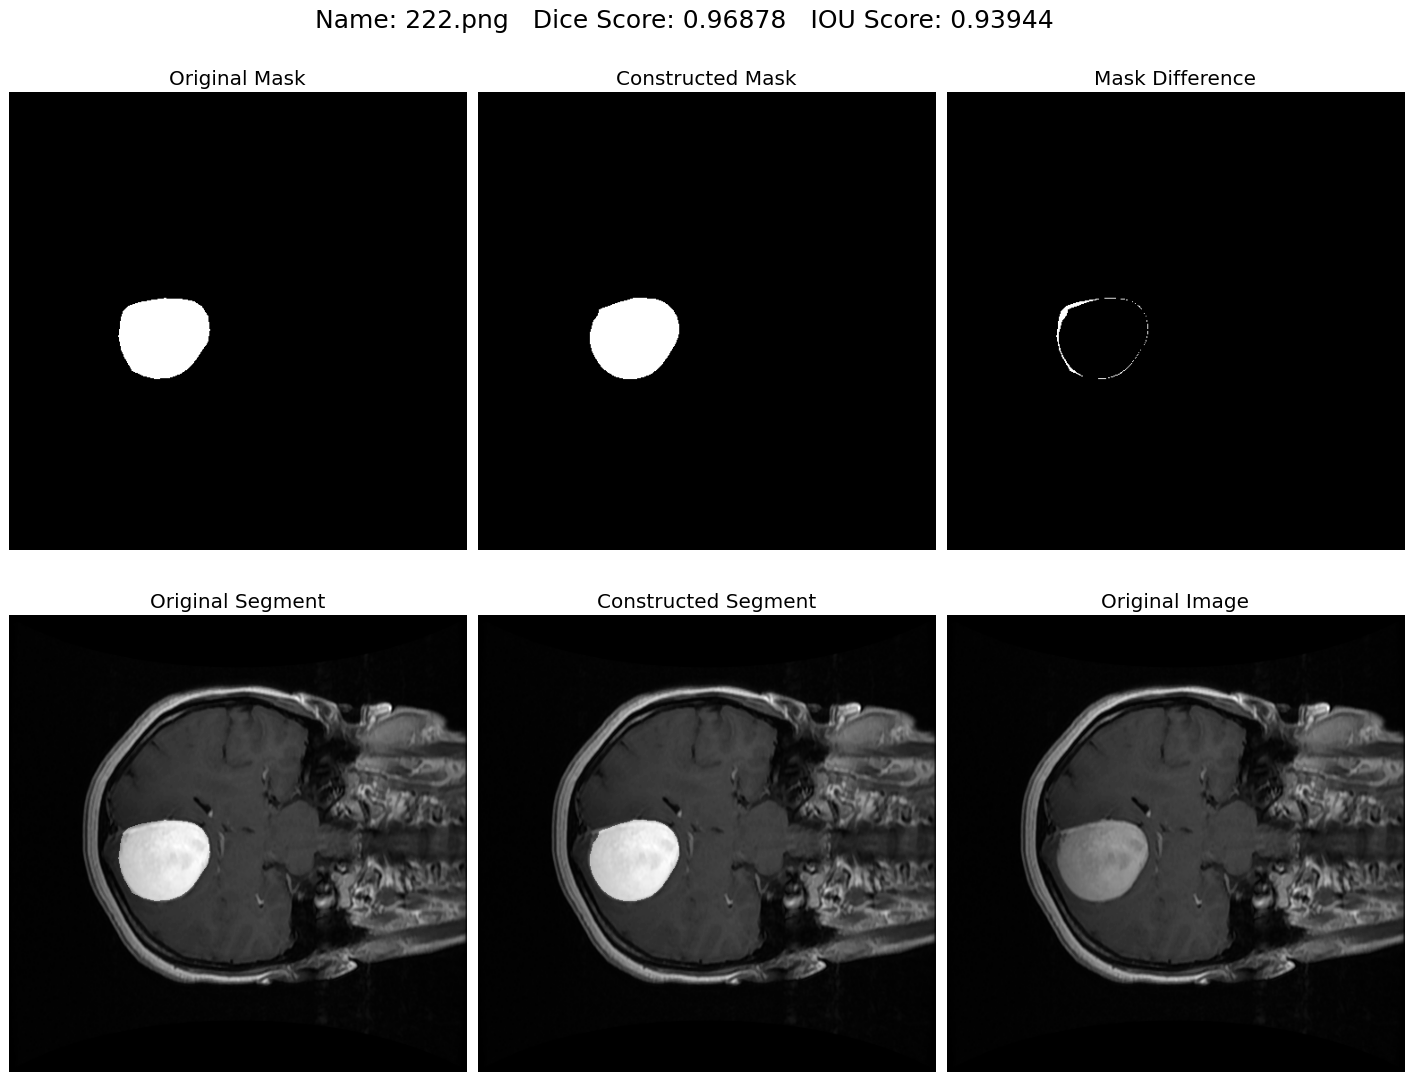 Name: 222.png   Dice Score: 0.96878   IOU Score: 0.93944
Original Mask
Constructed Mask
Mask Difference
Original Segment
Constructed Segment
Original Image